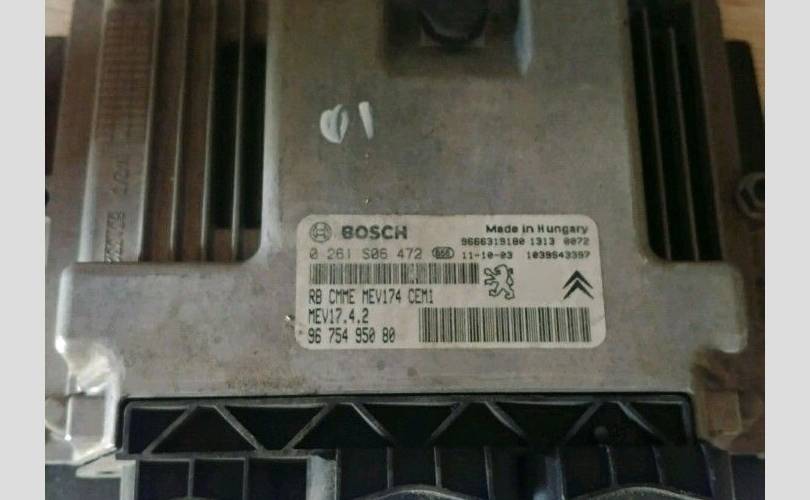 10
BOSCH
Made in Hungary
9666319180 1313 0072
0 261 S06 472
11-10-03 1039S43397
RB CMME MEV174 CEM1
MEV17.4.2
96 754 950 80